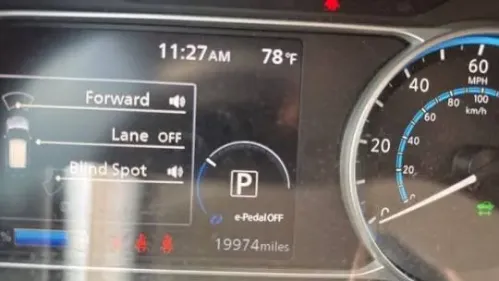 11:27AM 78°F
Forward
Lane OFF
Blind Spot
P
e-Pedal OFF
19974miles
%
60
MPH
40
20
0
100
km/h
80
60
40
20
0